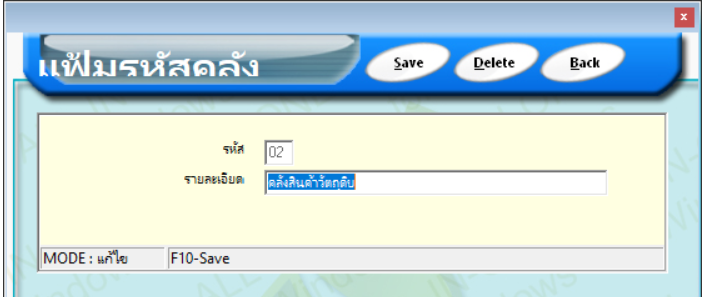 x
แฟ้มรหัสคลัง
Save
Delete
Back
รหัส
02
รายละเอียด
คลังสินค้าวัตถุดิบ
MODE : แก้ไข
F10-Save